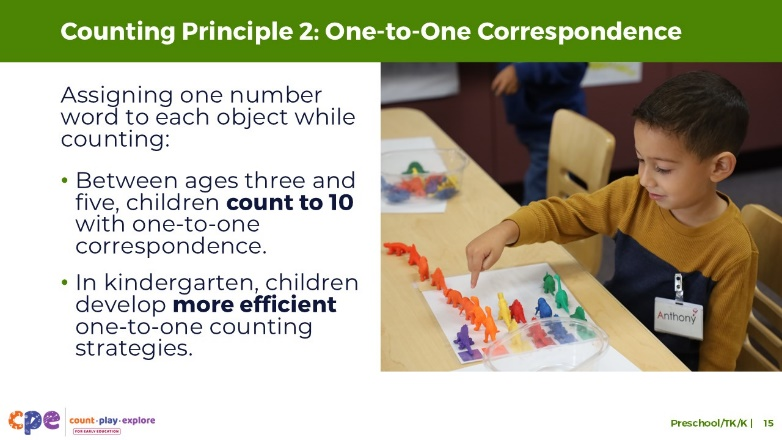 Counting Principle 2: One-to-One Correspondence
Assigning one number
word to each object while
counting:
• Between ages three and
five, children count to 10
with one-to-one
correspondence.
• In kindergarten, children
develop more efficient
one-to-one counting
strategies.
Anthony
cpe
count·play·explore
FOR EARLY EDUCATION
Preschool/TK/K | 15